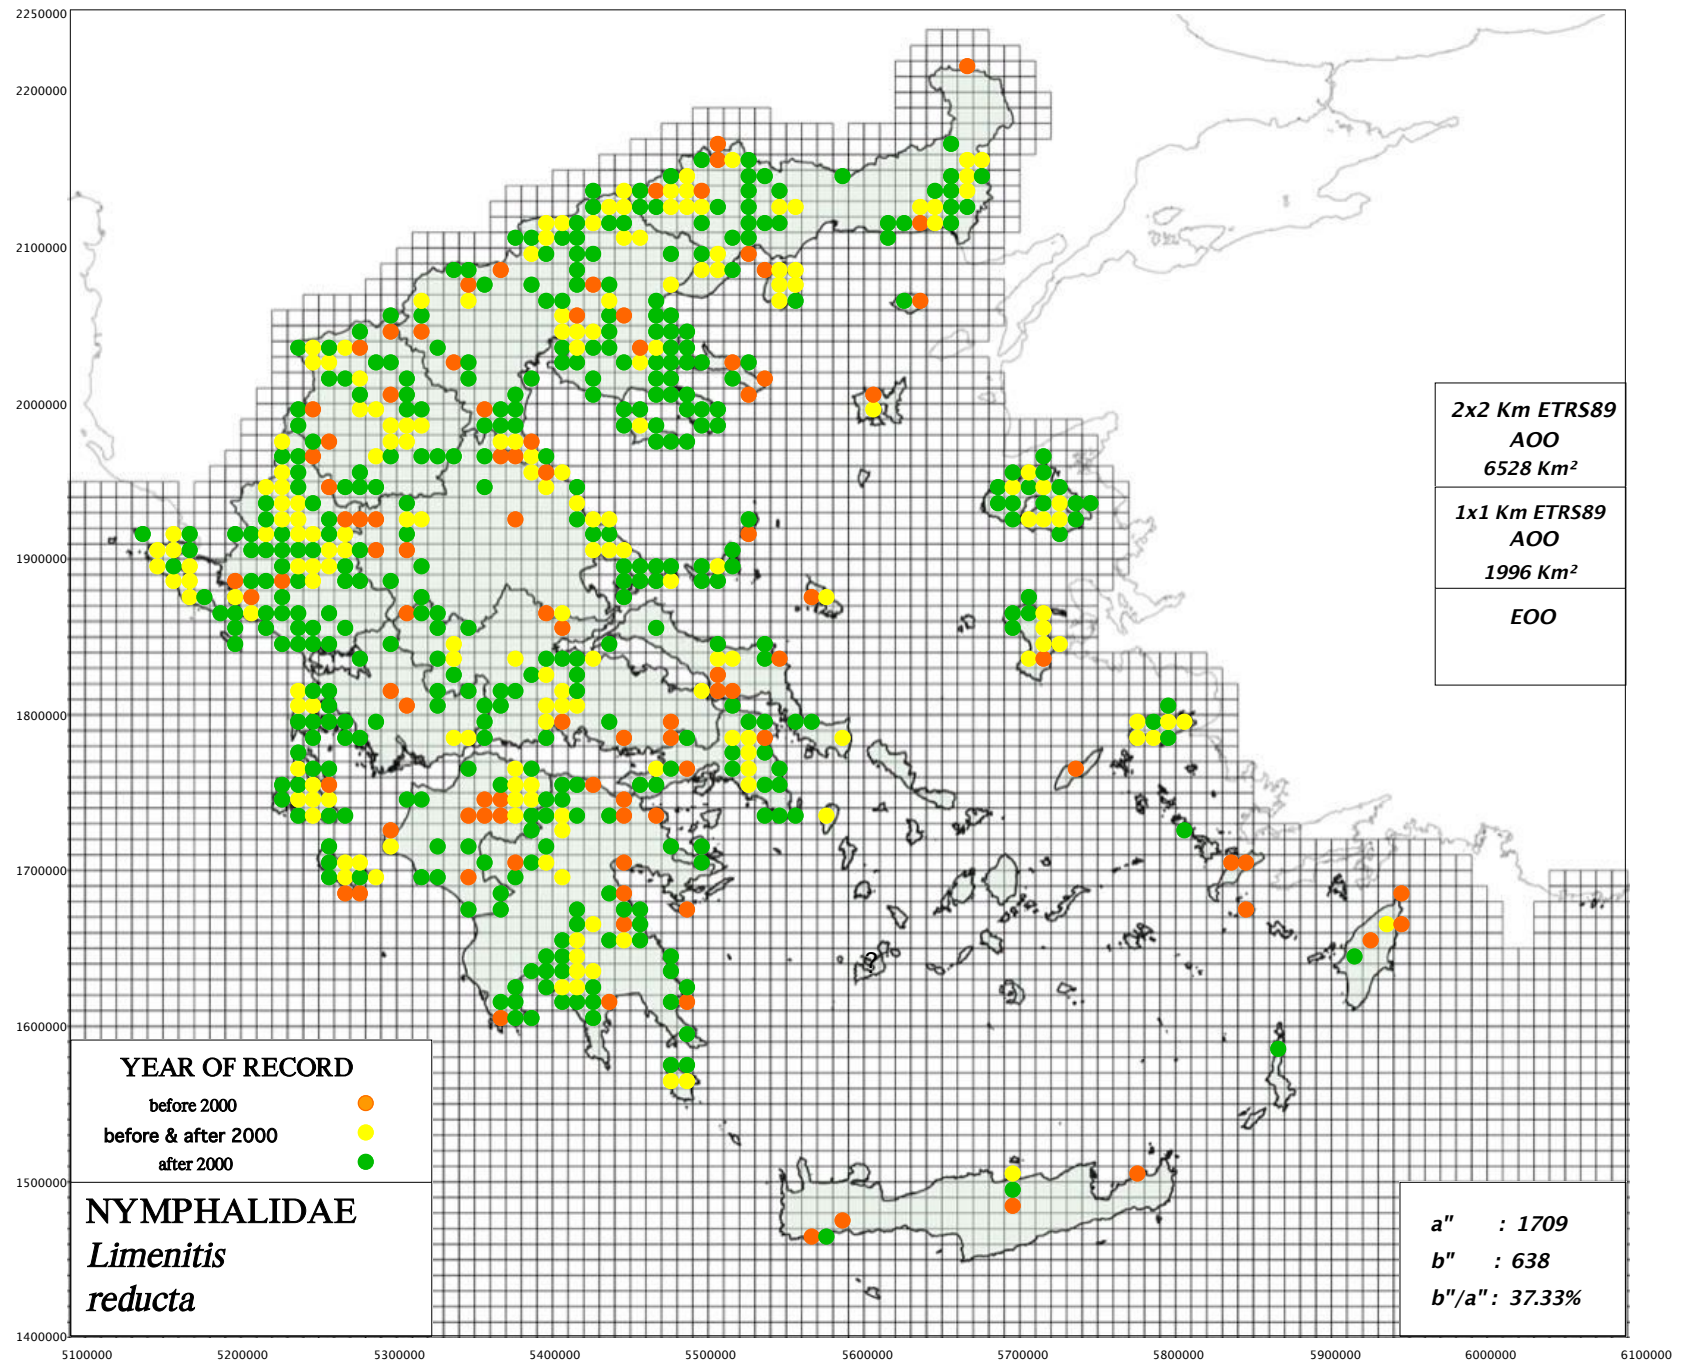 2250000
2200000
2100000
2000000
1900000
1800000
1700000
1600000
1500000
1400000
2x2 Km ETRS89
AOO
6528 Km²
1x1 Km ETRS89
AOO
1996 Km²
EOO
?
YEAR OF RECORD
before 2000
before & after 2000
after 2000
NYMPHALIDAE
Limenitis
reducta
a" : 1709
b" : 638
b"/a" : 37.33%
5100000 5200000 5300000 5400000 5500000 5600000 5700000 5800000 5900000 6000000 6100000